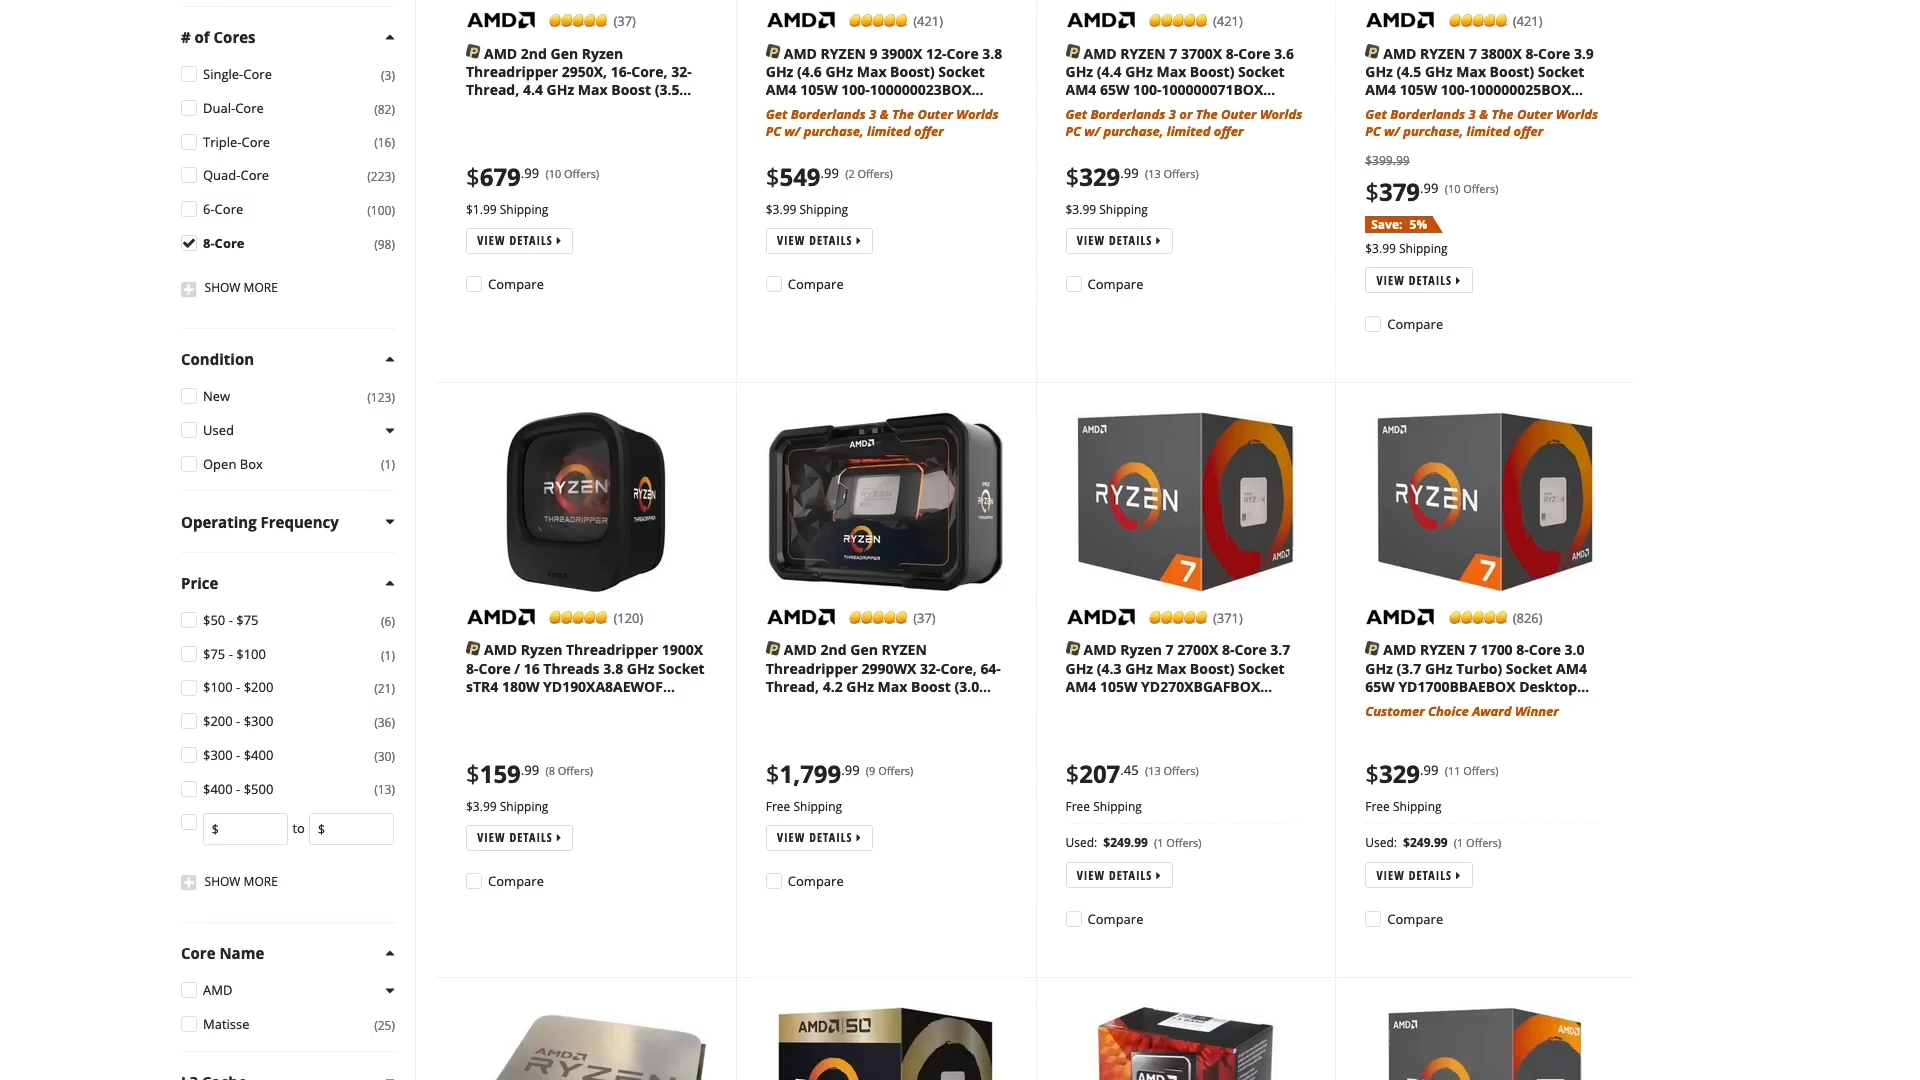 # of Cores
Single-Core (3)
Dual-Core (82)
Triple-Core (16)
Quad-Core (223)
6-Core (100)
8-Core (98)
SHOW MORE
Condition
New (123)
Used
Open Box (1)
Operating Frequency
Price
$50 - $75 (6)
$75 - $100 (1)
$100 - $200 (21)
$200 - $300 (36)
$300 - $400 (30)
$400 - $500 (13)
$ to $
SHOW MORE
Core Name
AMD
Matisse (25)
AMD (37)
AMD 2nd Gen Ryzen
Threadripper 2950X, 16-Core, 32-
Thread, 4.4 GHz Max Boost (3.5...
$679.99 (10 Offers)
$1.99 Shipping
VIEW DETAILS
Compare
AMD (421)
AMD RYZEN 9 3900X 12-Core 3.8
GHz (4.6 GHz Max Boost) Socket
AM4 105W 100-100000023BOX...
Get Borderlands 3 & The Outer Worlds
PC w/ purchase, limited offer
$549.99 (2 Offers)
$3.99 Shipping
VIEW DETAILS
Compare
AMD (421)
AMD RYZEN 7 3700X 8-Core 3.6
GHz (4.4 GHz Max Boost) Socket
AM4 65W 100-100000071BOX...
Get Borderlands 3 or The Outer Worlds
PC w/ purchase, limited offer
$329.99 (13 Offers)
$3.99 Shipping
VIEW DETAILS
Compare
AMD (421)
AMD RYZEN 7 3800X 8-Core 3.9
GHz (4.5 GHz Max Boost) Socket
AM4 105W 100-100000025BOX...
Get Borderlands 3 & The Outer Worlds
PC w/ purchase, limited offer
$399.99
$379.99 (10 Offers)
Save: 5%
$3.99 Shipping
VIEW DETAILS
Compare
RYZEN
THREADRIPPER
RYZEN
AMD (120)
AMD Ryzen Threadripper 1900X
8-Core / 16 Threads 3.8 GHz Socket
sTR4 180W YD190XA8AEWOF...
$159.99 (8 Offers)
$3.99 Shipping
VIEW DETAILS
Compare
AMD
RYZEN
RYZEN
THREADRIPPER
RYZEN
AMD (37)
AMD 2nd Gen RYZEN
Threadripper 2990WX 32-Core, 64-
Thread, 4.2 GHz Max Boost (3.0...
$1,799.99 (9 Offers)
Free Shipping
VIEW DETAILS
Compare
AMD
RYZEN
RYZEN
AMD
7
AMD (371)
AMD Ryzen 7 2700X 8-Core 3.7
GHz (4.3 GHz Max Boost) Socket
AM4 105W YD270XBGAFBOX...
$207.45 (13 Offers)
Free Shipping
Used: $249.99 (1 Offers)
VIEW DETAILS
Compare
AMD
RYZEN
RYZEN
AMD
7
AMD (826)
AMD RYZEN 7 1700 8-Core 3.0
GHz (3.7 GHz Turbo) Socket AM4
65W YD1700BBAEBOX Desktop...
Customer Choice Award Winner
$329.99 (11 Offers)
Free Shipping
Used: $249.99 (1 Offers)
VIEW DETAILS
Compare
AMD
RYZEN
AMD 50
AMD
AMD
AMD